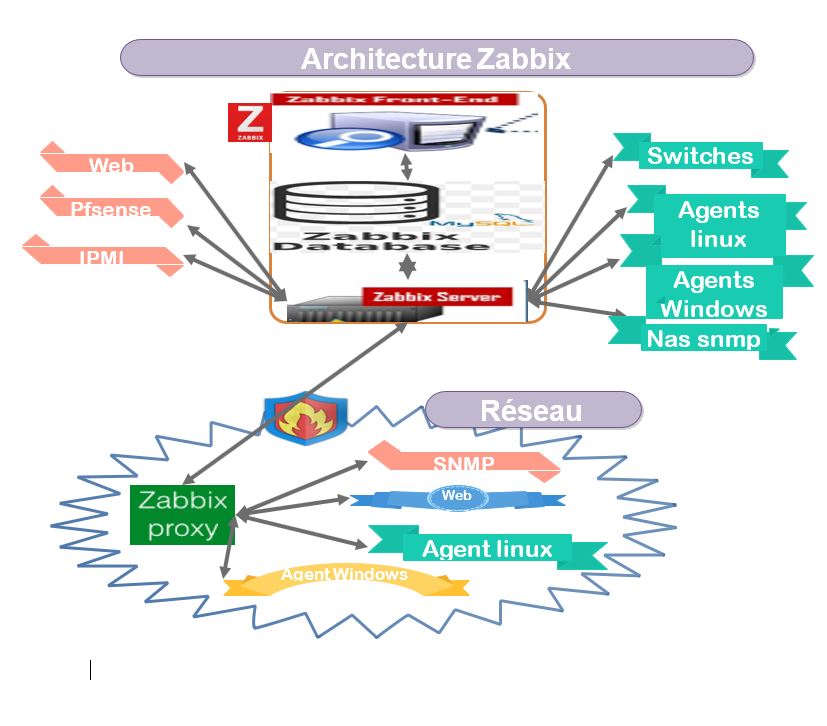 Architecture Zabbix
Zabbix Front-End
Z
ZABBIX
Web
Pfsense
IPMI
MySQL
Zabbix
Database
Zabbix Server
Switches
Agents
linux
Agents
Windows
Nas snmp
Réseau
Zabbix
proxy
SNMP
Web
Agent linux
Agent Windows